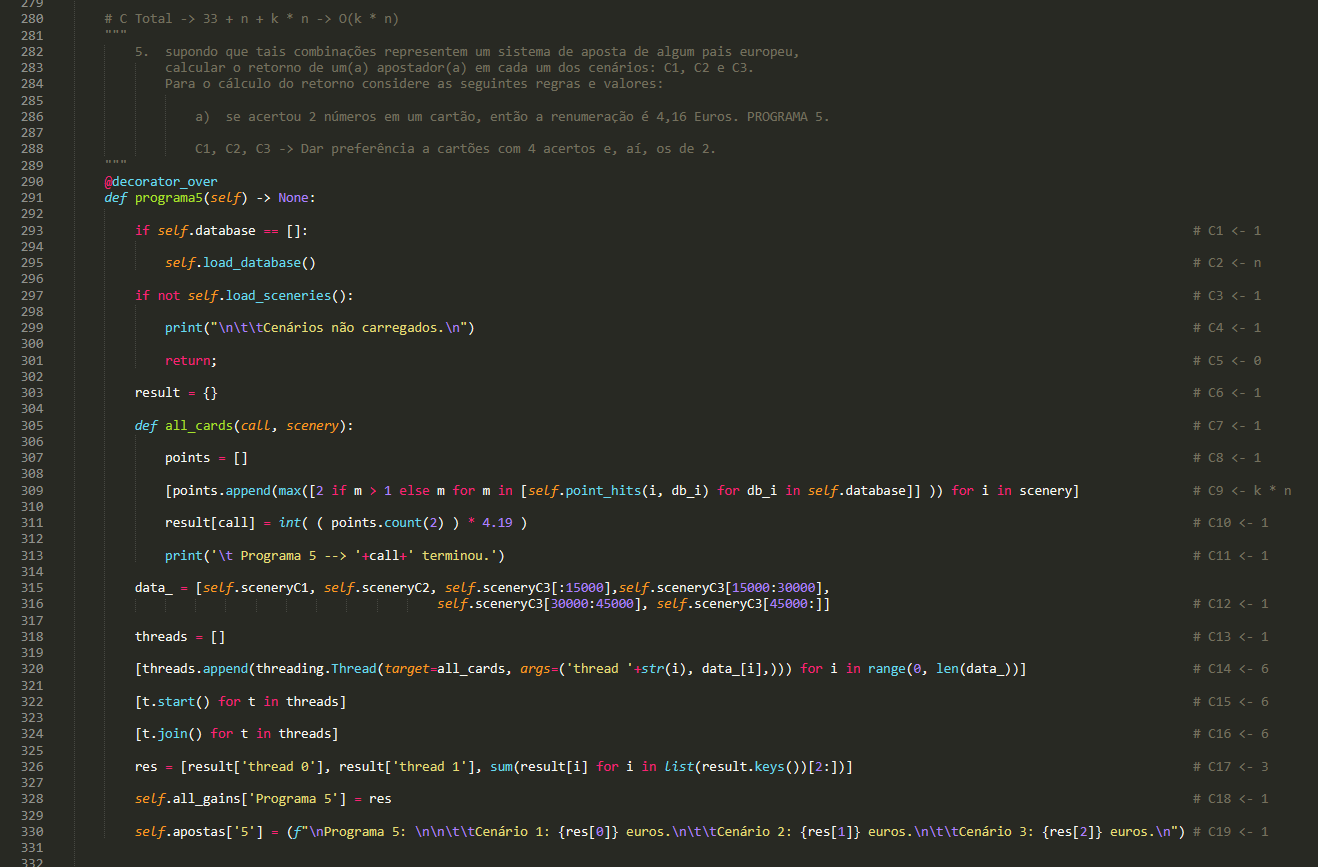 279
280 # C Total -> 33 + n + k * n -> O(k * n)
281 """
282 5. supondo que tais combinações representem um sistema de aposta de algum pais europeu,
283 calcular o retorno de um(a) apostador(a) em cada um dos cenários: C1, C2 e C3.
284 Para o cálculo do retorno considere as seguintes regras e valores:
285
286 a) se acertou 2 números em um cartão, então a renumeração é 4,16 Euros. PROGRAMA 5.
287
288 C1, C2, C3 -> Dar preferência a cartões com 4 acertos e, aí, os de 2.
289 """
290 @decorator_over
291 def programa5(self) -> None:
292
293 if self.database == []: # C1 <- 1
294
295 self.load_database() # C2 <- n
296
297 if not self.load_sceneries(): # C3 <- 1
298
299 print("\n\t\tCenários não carregados.\n") # C4 <- 1
300
301 return; # C5 <- 0
302
303 result = {} # C6 <- 1
304
305 def all_cards(call, scenery): # C7 <- 1
306
307 points = [] # C8 <- 1
308
309 [points.append(max([2 if m > 1 else m for m in [self.point_hits(i, db_i) for db_i in self.database]] )) for i in scenery] # C9 <- k * n
310
311 result[call] = int( ( points.count(2) ) * 4.19 ) # C10 <- 1
312
313 print('\t Programa 5 --> '+call+' terminou.') # C11 <- 1
314
315 data_ = [self.sceneryC1, self.sceneryC2, self.sceneryC3[:15000],self.sceneryC3[15000:30000],
316 self.sceneryC3[30000:45000], self.sceneryC3[45000:]] # C12 <- 1
317
318 threads = [] # C13 <- 1
319
320 [threads.append(threading.Thread(target=all_cards, args=('thread '+str(i), data_[i],))) for i in range(0, len(data_))] # C14 <- 6
321
322 [t.start() for t in threads] # C15 <- 6
323
324 [t.join() for t in threads] # C16 <- 6
325
326 res = [result['thread 0'], result['thread 1'], sum(result[i] for i in list(result.keys())[2:])] # C17 <- 3
327
328 self.all_gains['Programa 5'] = res # C18 <- 1
329
330 self.apostas['5'] = (f"\nPrograma 5: \n\n\t\tCenário 1: {res[0]} euros.\n\t\tCenário 2: {res[1]} euros.\n\t\tCenário 3: {res[2]} euros.\n") # C19 <- 1
331
332